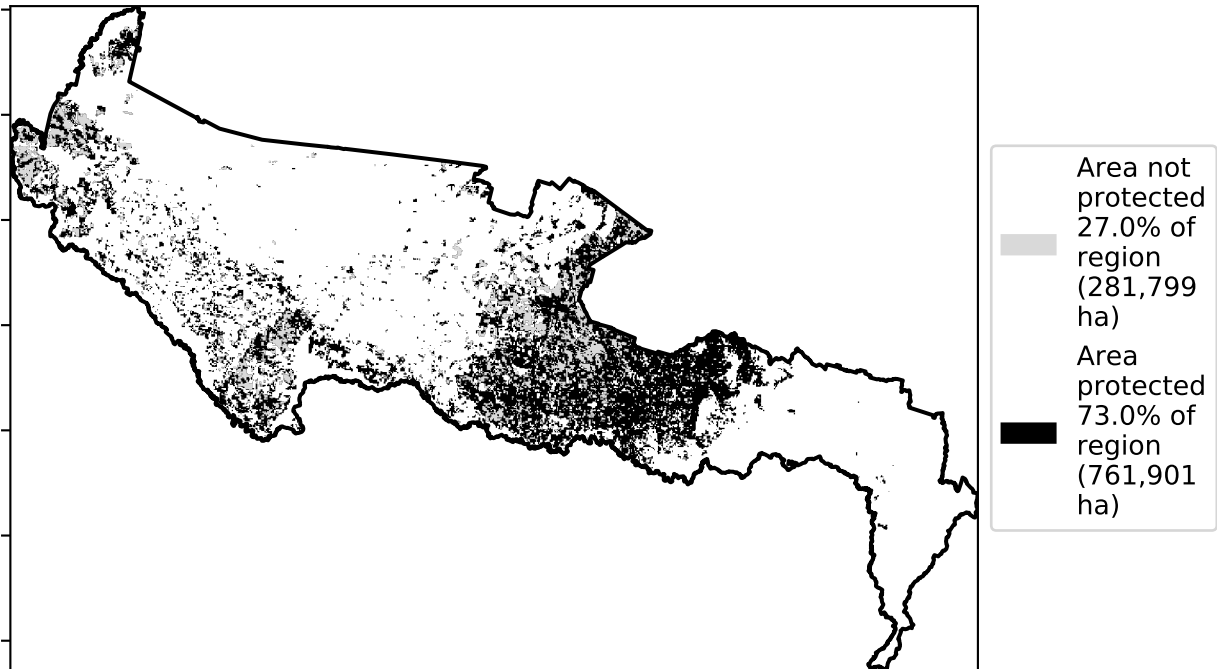 Area not
protected
27.0% of
region
(281,799
ha)
Area
protected
73.0% of
region
(761,901
ha)